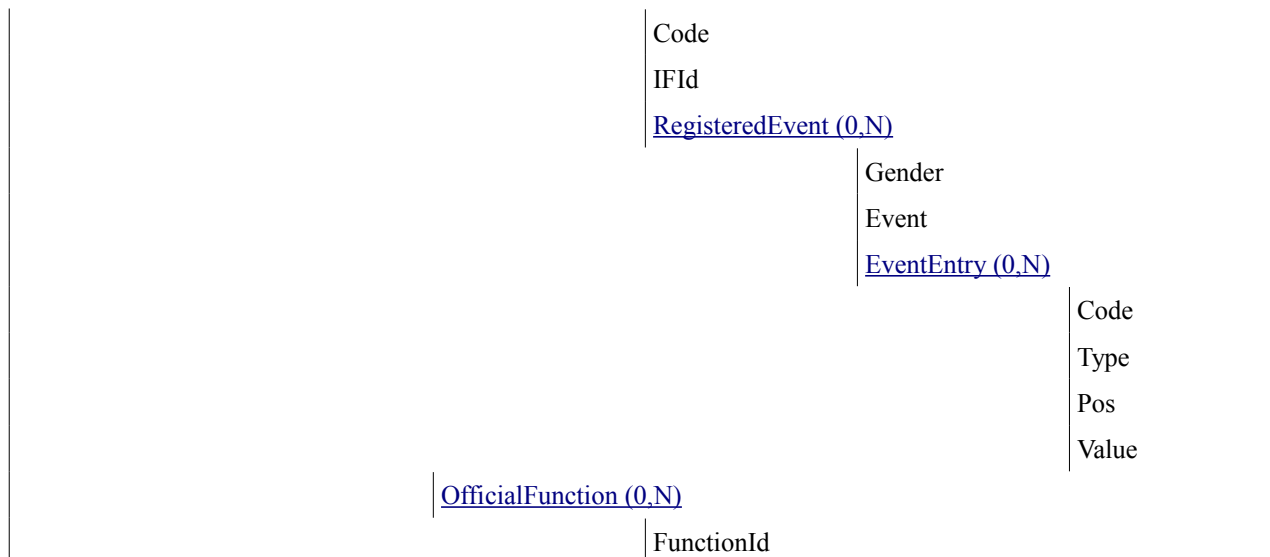 Code
IFId
RegisteredEvent (0,N)
Gender
Event
EventEntry (0,N)
Code
Type
Pos
Value
OfficialFunction (0,N)
FunctionId